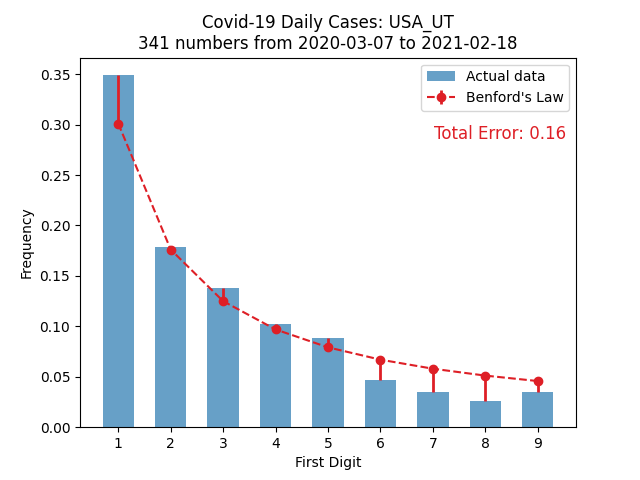 Covid-19 Daily Cases: USA_UT
341 numbers from 2020-03-07 to 2021-02-18
Actual data
Benford's Law
Total Error: 0.16
Frequency
0.35
0.30
0.25
0.20
0.15
0.10
0.05
0.00
1 2 3 4 5 6 7 8 9
First Digit